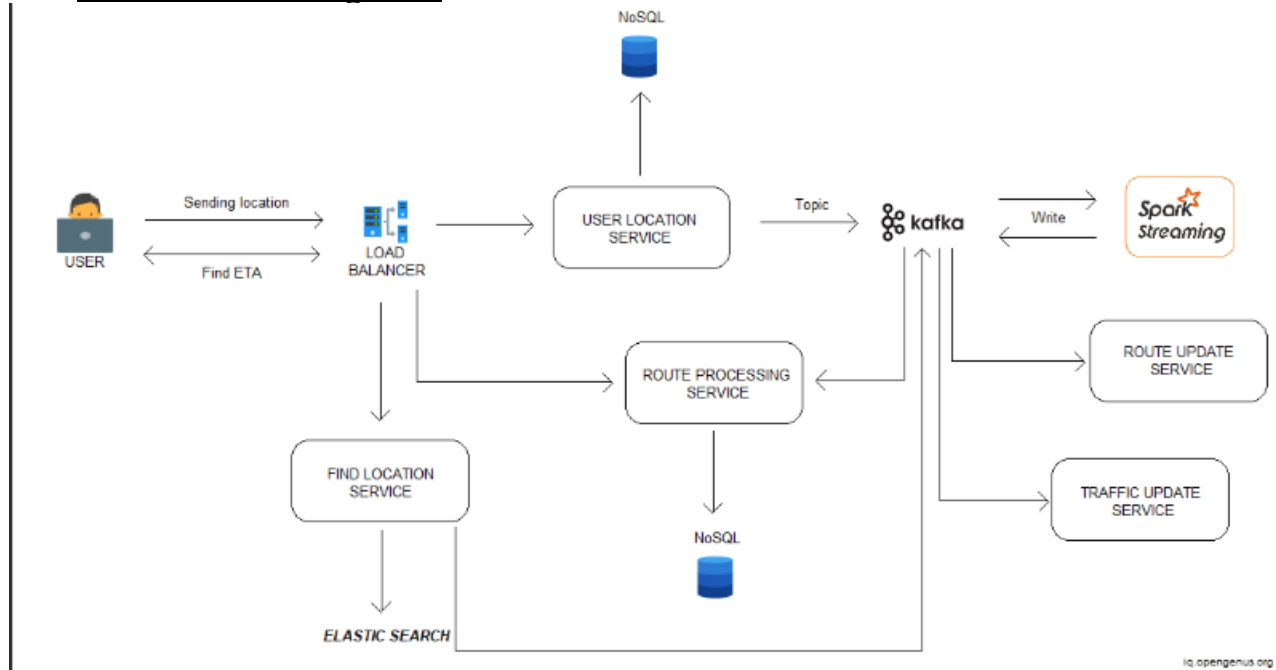 NoSQL
Sending location
USER
Find ETA
LOAD
BALANCER
USER LOCATION
SERVICE
Topic
kafka
Write
Spark
Streaming
ROUTE PROCESSING
SERVICE
ROUTE UPDATE
SERVICE
FIND LOCATION
SERVICE
TRAFFIC UPDATE
SERVICE
NoSQL
ELASTIC SEARCH
iq.opengenus.org